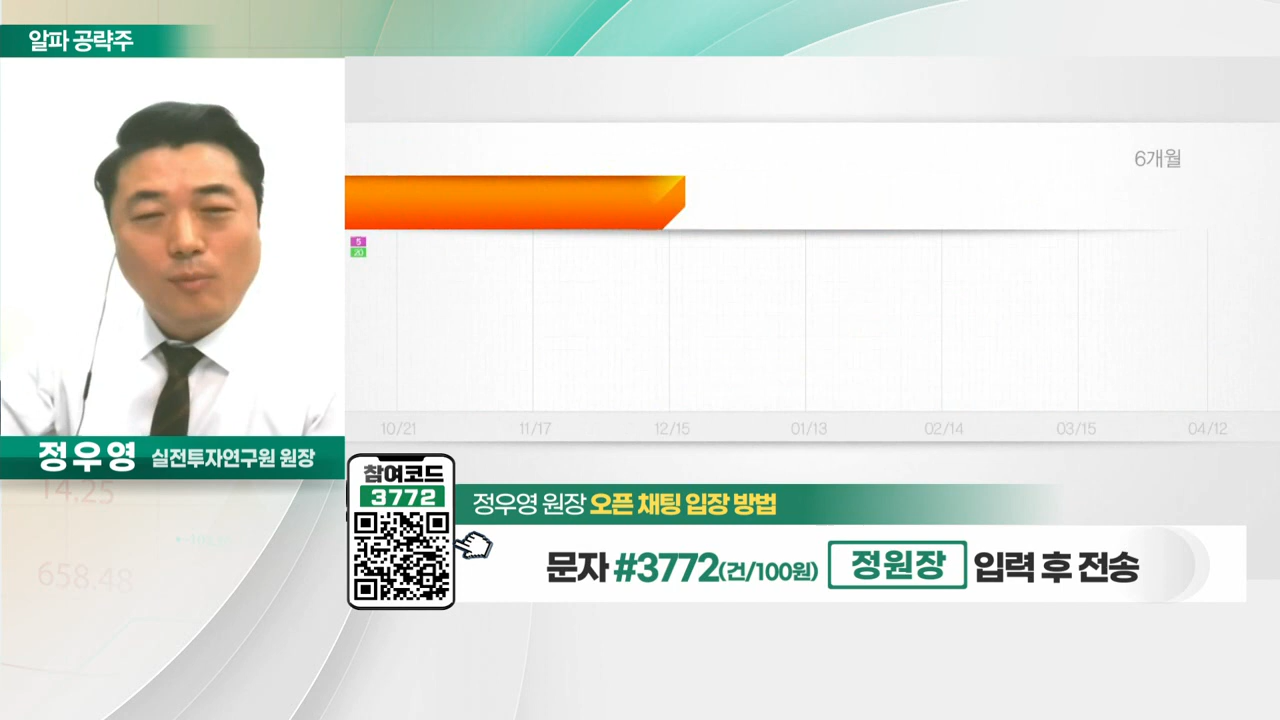 알파 공략주
6개월
5
20
10/21
11/17
12/15
01/13
02/14
03/15
04/12
정우영 실전투자연구원 원장
14.25
658.48
참여코드
3772
정우영 원장 오픈 채팅 입장 방법
문자 #3772(건/100원) 정원장 입력 후 전송